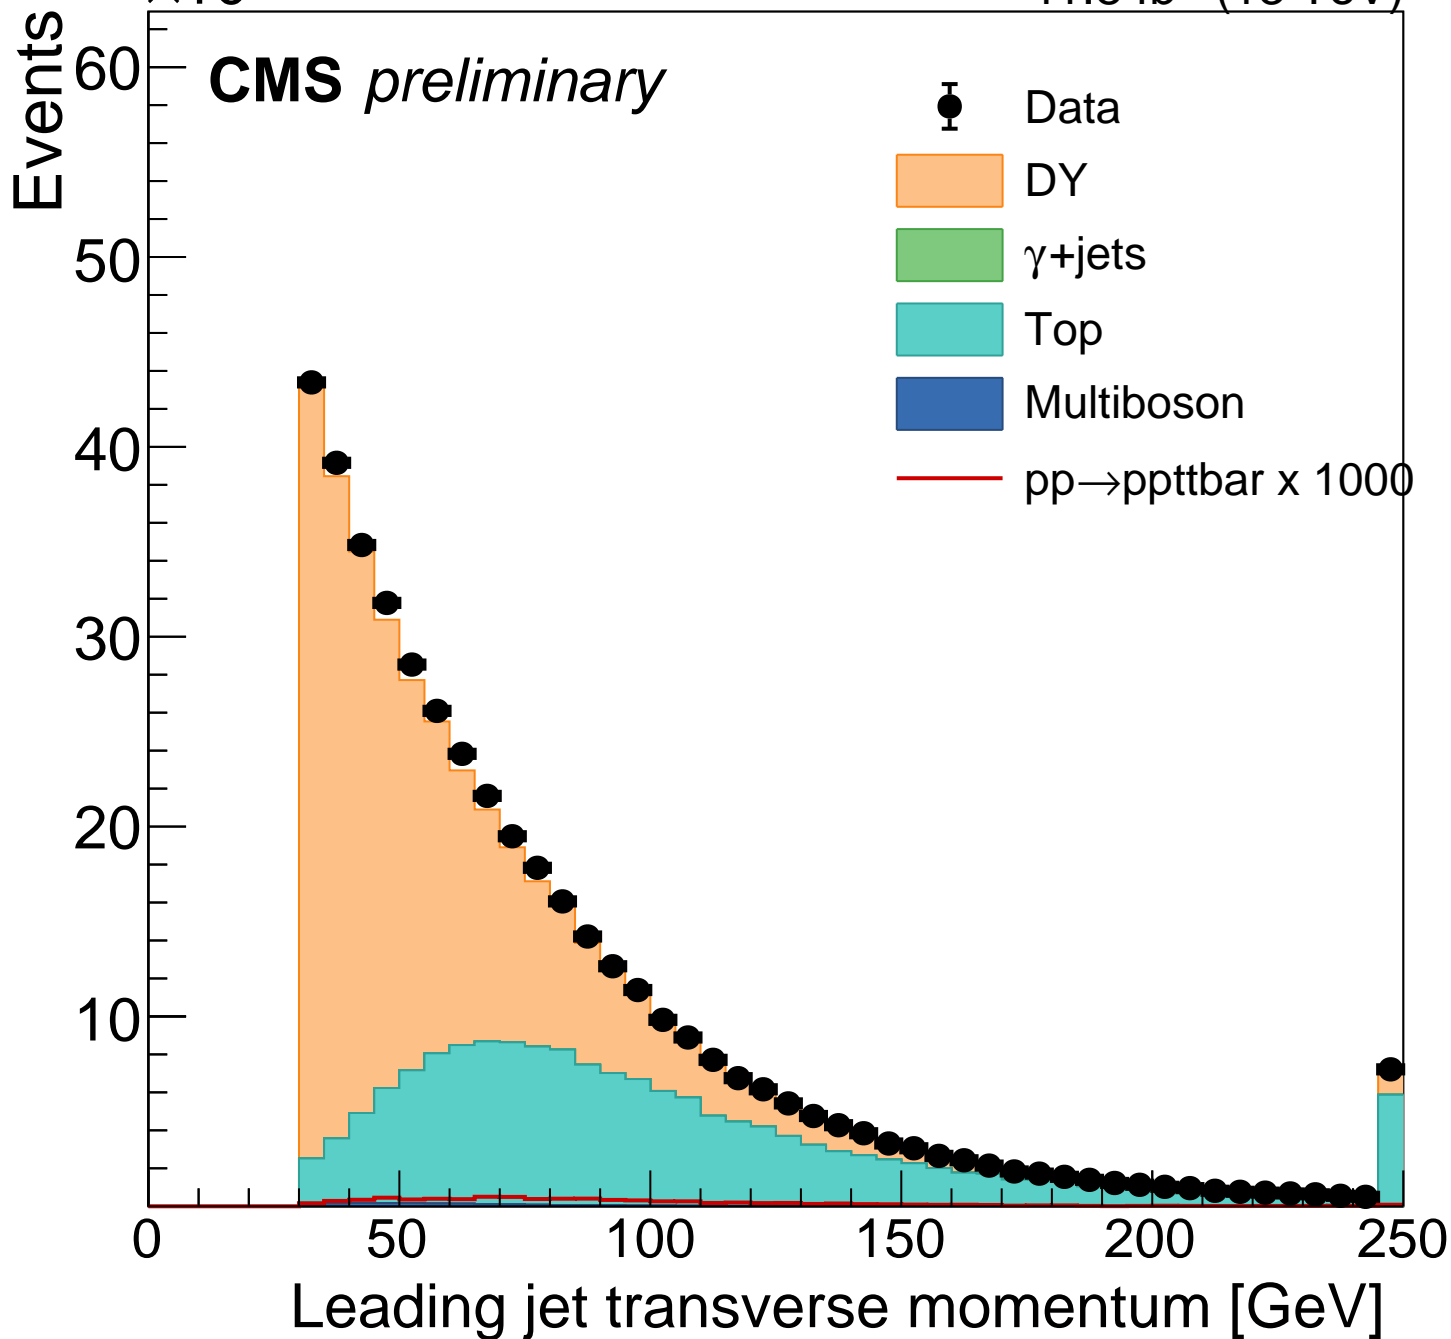 Events
60
50
40
30
20
10
CMS preliminary
Data
DY
γ+jets
Top
Multiboson
pp→ppttbar x 1000
0 50 100 150 200 250
Leading jet transverse momentum [GeV]